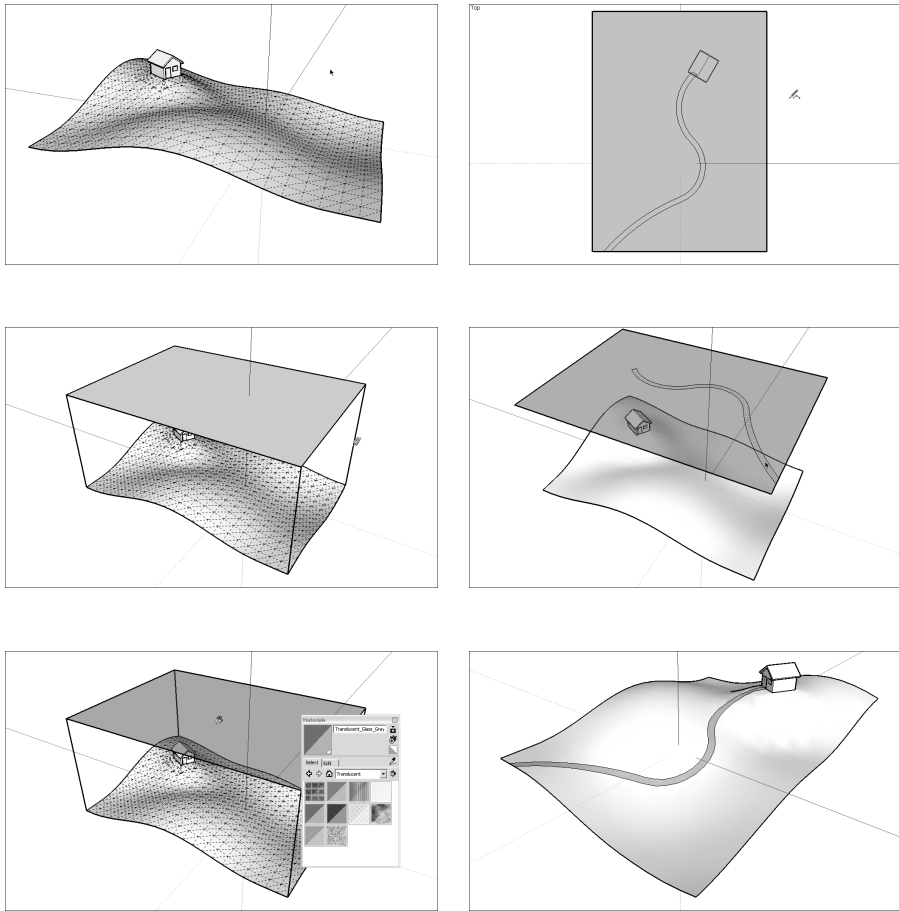 Top
Materials
Translucent_Glass_Gray
Select
Edit
Translucent